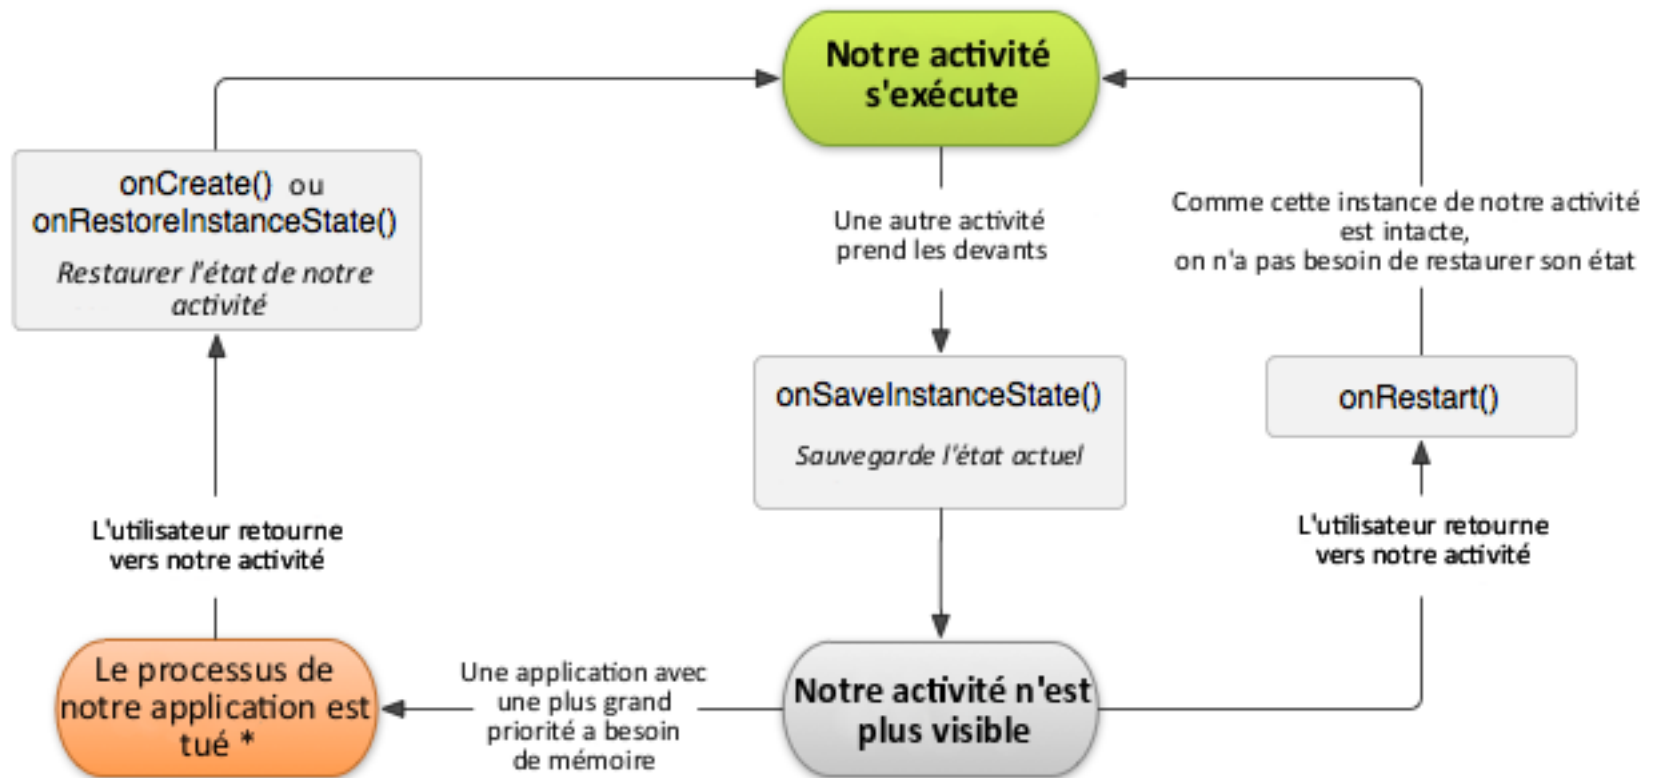 Notre activité
s'exécute
onCreate() ou
onRestoreInstanceState()
Restaurer l'état de notre
activité
Une autre activité
prend les devants
Comme cette instance de notre activité
est intacte,
on n'a pas besoin de restaurer son état
onSaveInstanceState()
Sauvegarde l'état actuel
onRestart()
L'utilisateur retourne
vers notre activité
L'utilisateur retourne
vers notre activité
Le processus de
notre application est
tué *
Une application avec
une plus grand
priorité a besoin
de mémoire
Notre activité n'est
plus visible